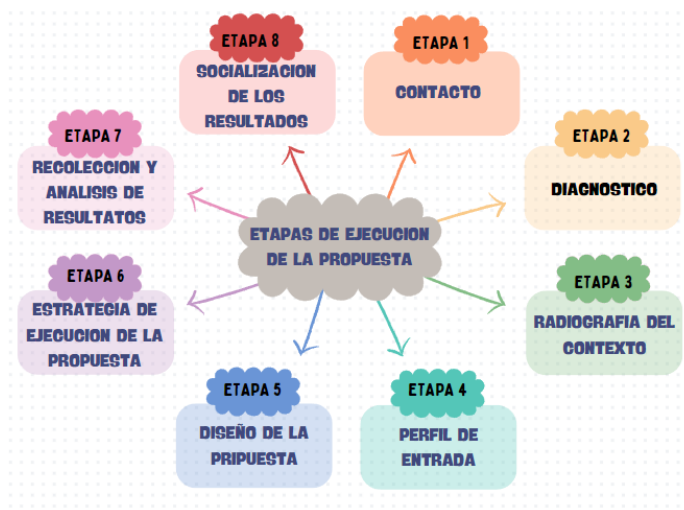 ETAPAS DE EJECUCION
DE LA PROPUESTA
ETAPA 1
CONTACTO
ETAPA 2
DIAGNOSTICO
ETAPA 3
RADIOGRAFIA DEL
CONTEXTO
ETAPA 4
PERFIL DE
ENTRADA
ETAPA 5
DISEÑO DE LA
PRIPUESTA
ETAPA 6
ESTRATEGIA DE
EJECUCION DE LA
PROPUESTA
ETAPA 7
RECOLECCION Y
ANALISIS DE
RESULTATOS
ETAPA 8
SOCIALIZACION
DE LOS
RESULTADOS